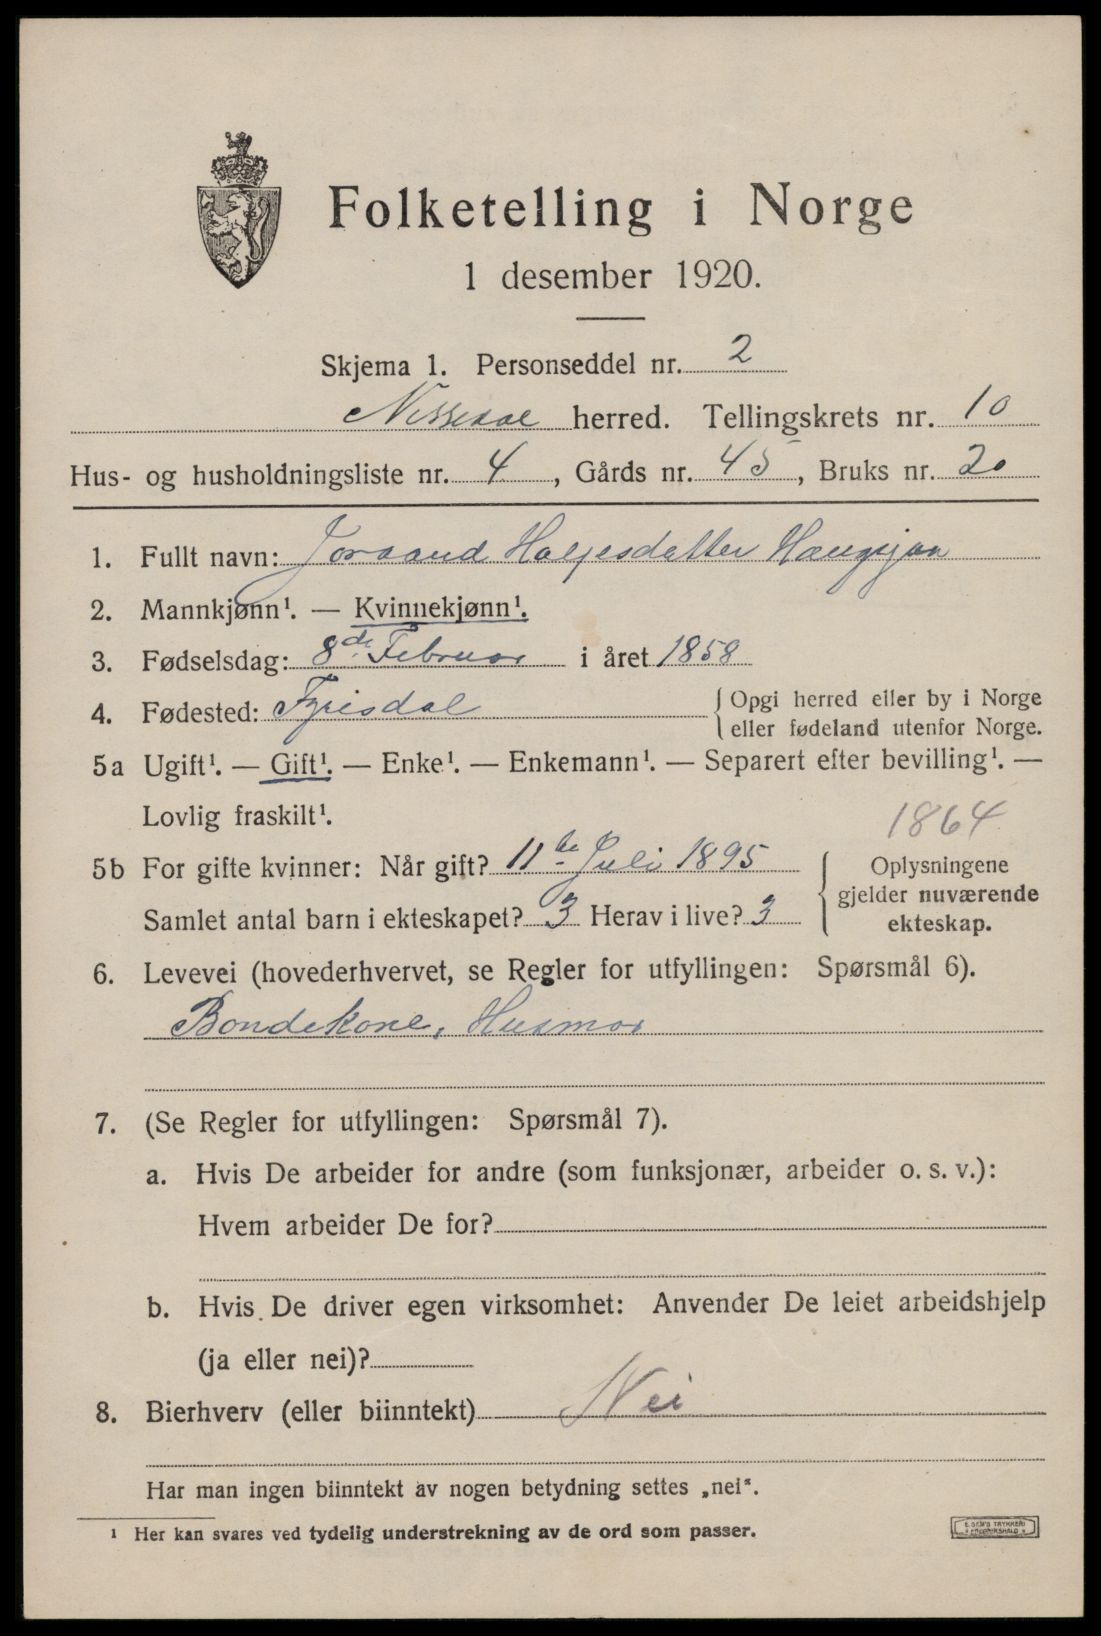 Folketelling i Norge
1 desember 1920.
Skjema 1. Personseddel nr. 2
Nissedal herred. Tellingskrets nr. 10
Hus- og husholdningsliste nr. 4, Gårds nr. 45, Bruks nr. 20
1. Fullt navn: Joraand Haljesdatter Haugsjaa
2. Mannkjønn¹. — Kvinnekjønn¹.
3. Fødselsdag: 8de Februar i året 1858
4. Fødested: Fyrisdal {Opgi herred eller by i Norge
eller fødeland utenfor Norge.
5a Ugift¹. — Gift¹. — Enke¹. — Enkemann¹. — Separert efter bevilling¹. —
Lovlig fraskilt¹.
1864
5b For gifte kvinner: Når gift? 11te Juli 1895 { Oplysningene
gjelder nuværende
Samlet antal barn i ekteskapet? 3 Herav i live? 3
ekteskap.
6. Levevei (hovederhvervet, se Regler for utfyllingen: Spørsmål 6).
Bondekone, Husmor
7. (Se Regler for utfyllingen: Spørsmål 7).
a. Hvis De arbeider for andre (som funksjonær, arbeider o. s. v.):
Hvem arbeider De for?
b. Hvis De driver egen virksomhet: Anvender De leiet arbeidshjelp
(ja eller nei)?
8. Bierhverv (eller biinntekt) Nei
Har man ingen biinntekt av nogen betydning settes „nei".
¹ Her kan svares ved tydelig understrekning av de ord som passer.